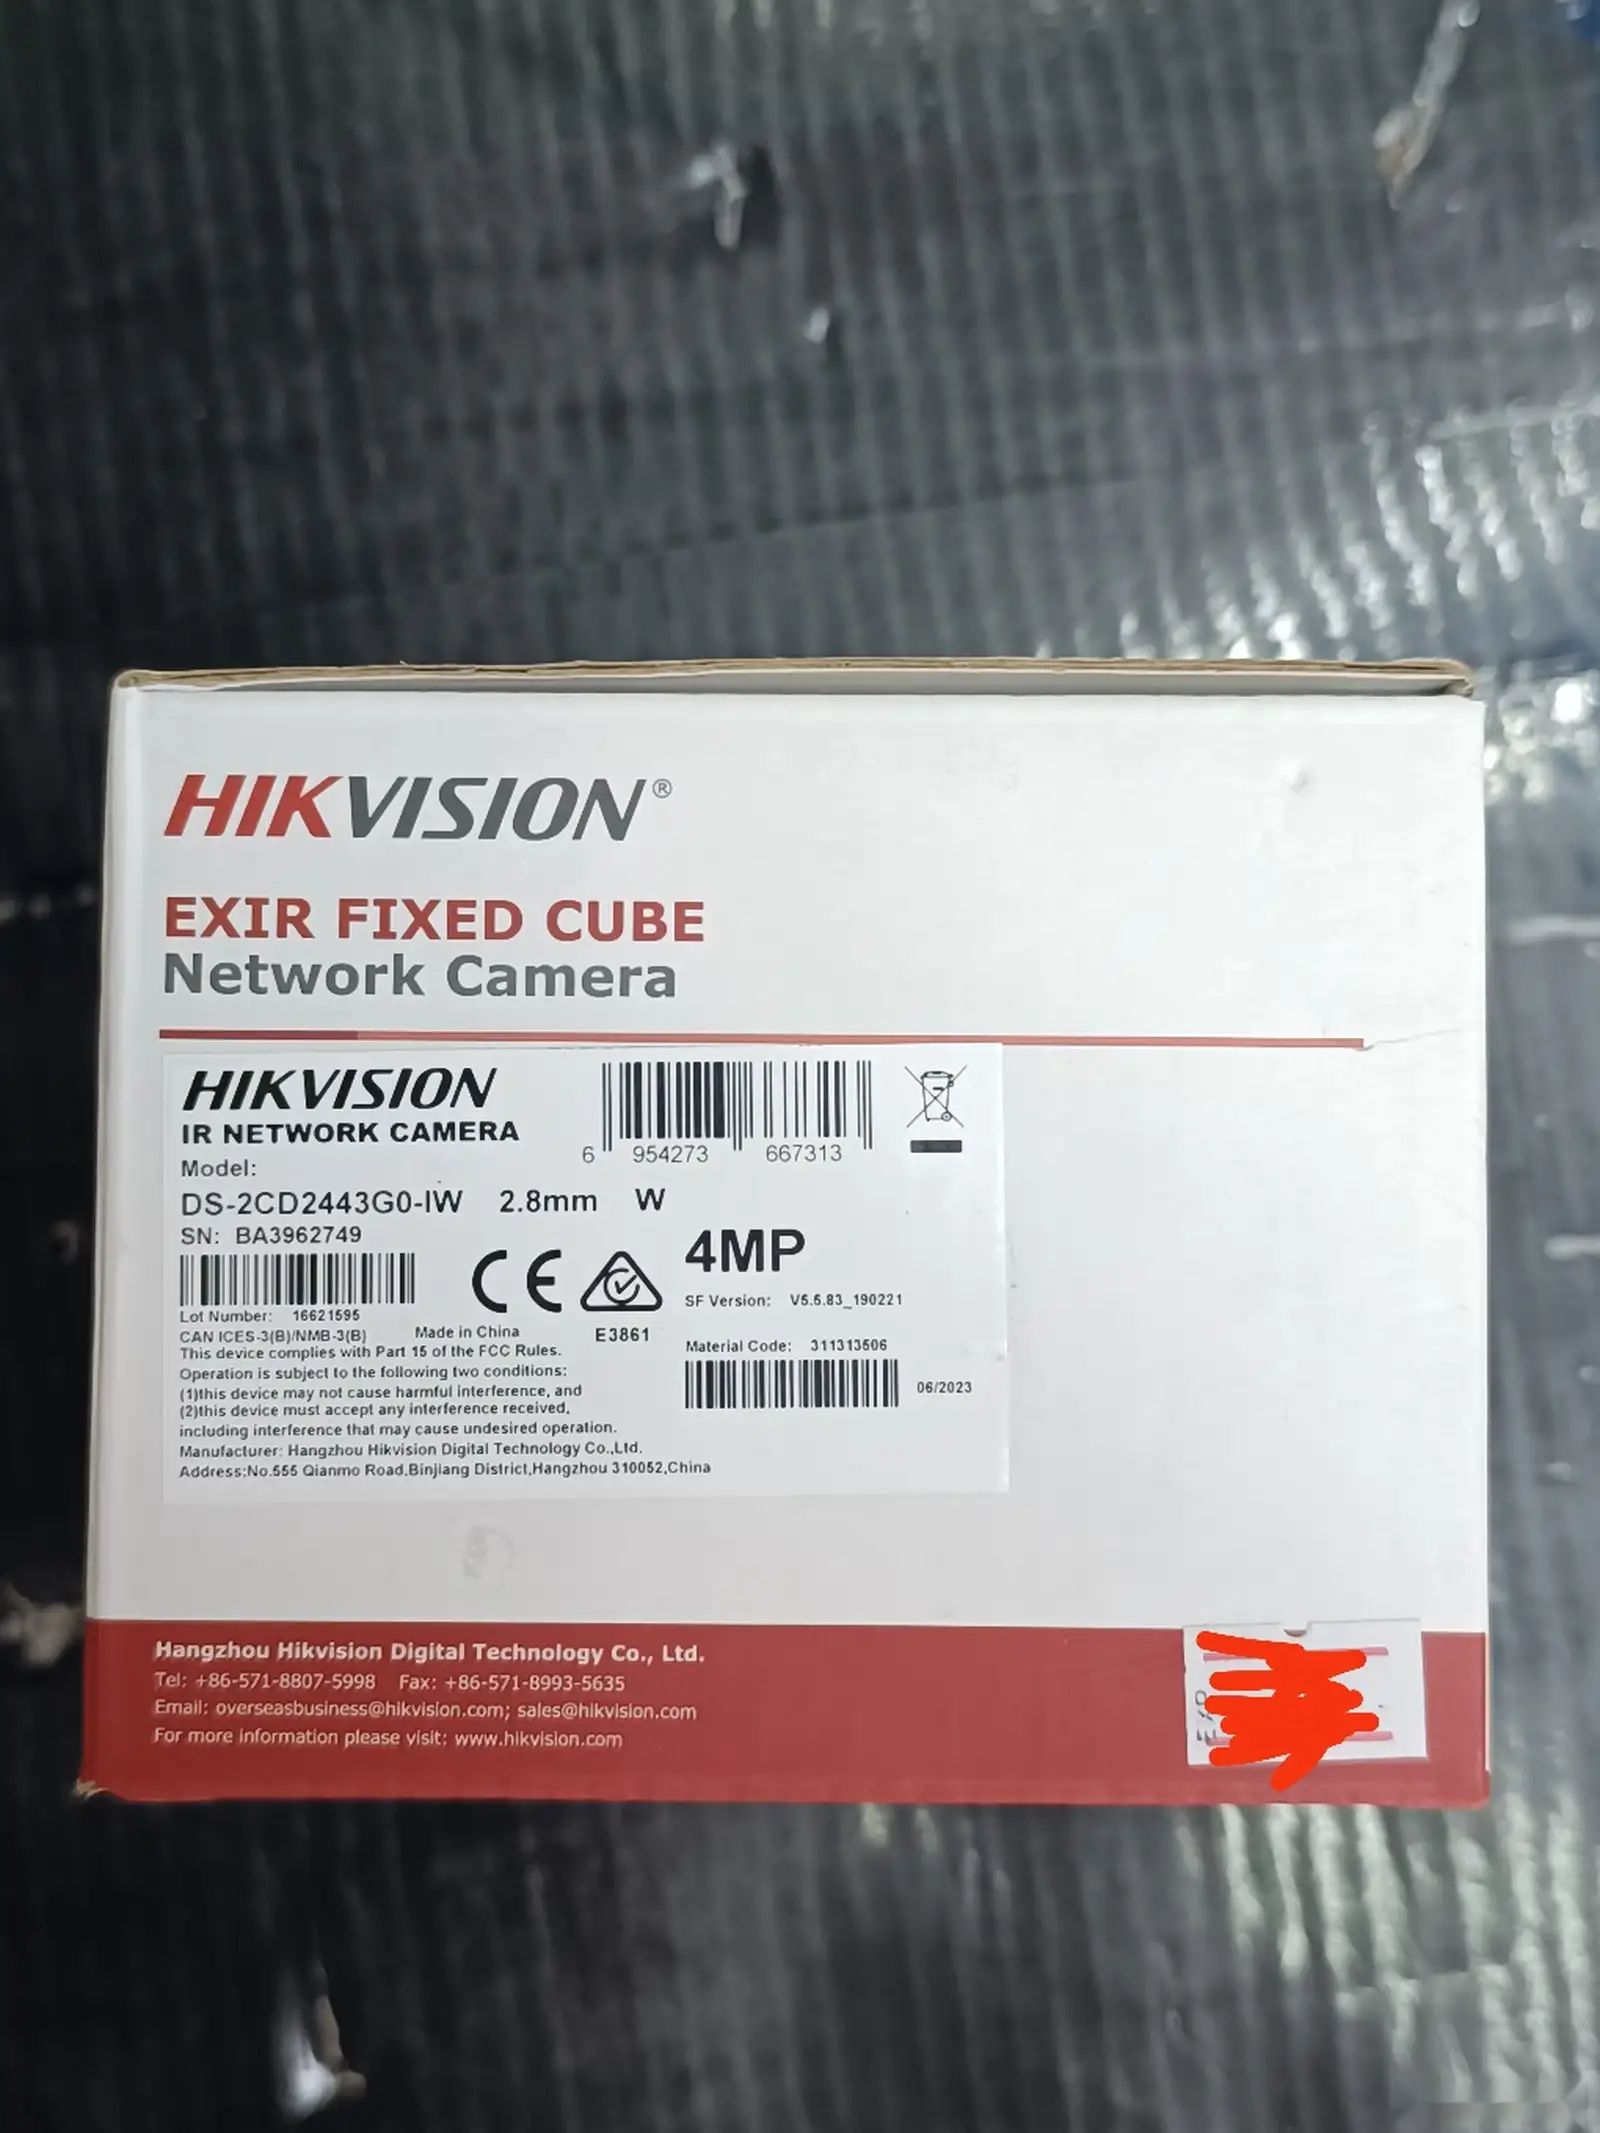 HIKVISION®
EXIR FIXED CUBE
Network Camera
HIKVISION
IR NETWORK CAMERA
6 954273 667313
Model:
DS-2CD2443G0-IW 2.8mm W
SN: BA3962749
4MP
CE
SF Version: V5.5.83_190221
Lot Number: 16621595
CAN ICES-3(B)/NMB-3(B) Made in China
E3861
This device complies with Part 15 of the FCC Rules.
Material Code: 311313506
Operation is subject to the following two conditions:
(1)this device may not cause harmful interference, and
06/2023
(2)this device must accept any interference received,
including interference that may cause undesired operation.
Manufacturer: Hangzhou Hikvision Digital Technology Co.,Ltd.
Address:No.555 Qianmo Road,Binjiang District,Hangzhou 310052,China
Hangzhou Hikvision Digital Technology Co., Ltd.
Tel: +86-571-8807-5998 Fax: +86-571-8993-5635
Email: overseasbusiness@hikvision.com; sales@hikvision.com
For more information please visit: www.hikvision.com